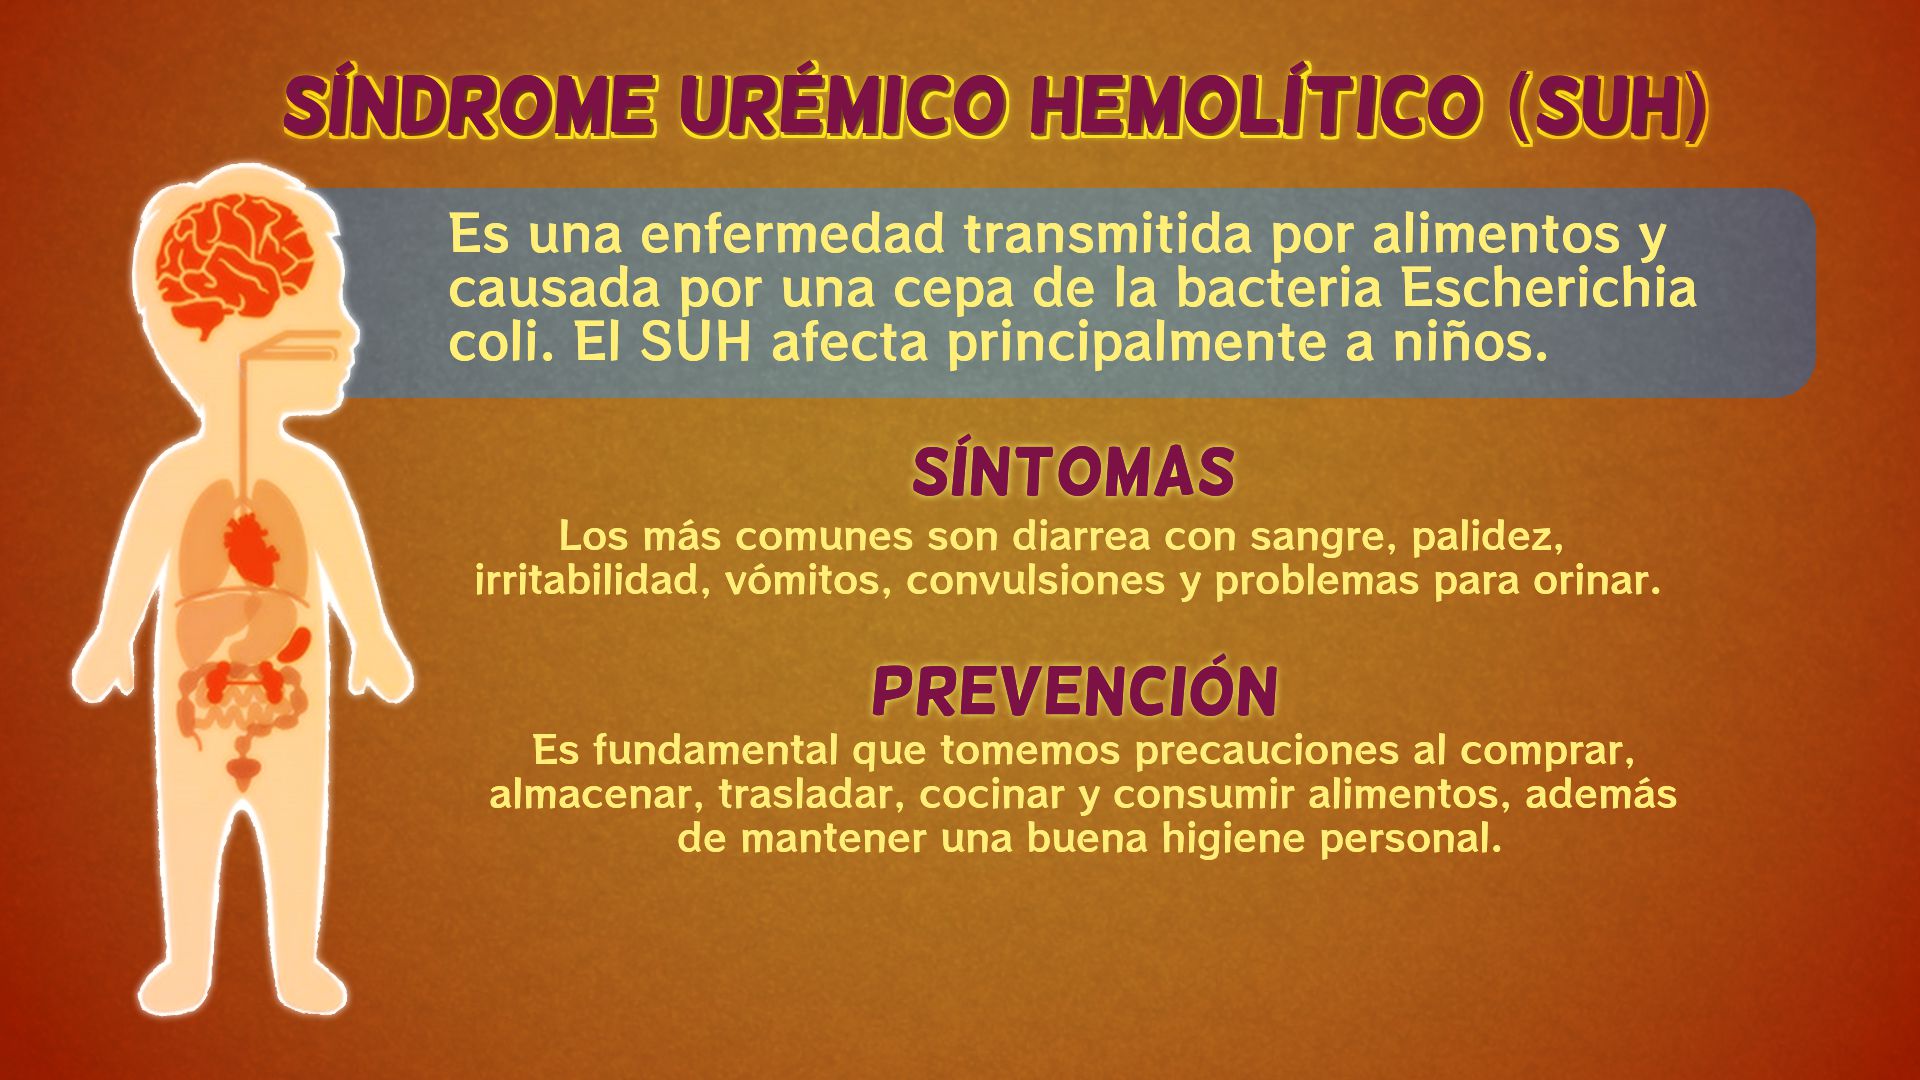 SÍNDROME URÉMICO HEMOLÍTICO (SUH)
Es una enfermedad transmitida por alimentos y
causada por una cepa de la bacteria Escherichia
coli. El SUH afecta principalmente a niños.
SÍNTOMAS
Los más comunes son diarrea con sangre, palidez,
irritabilidad, vómitos, convulsiones y problemas para orinar.
PREVENCIÓN
Es fundamental que tomemos precauciones al comprar,
almacenar, trasladar, cocinar y consumir alimentos, además
de mantener una buena higiene personal.